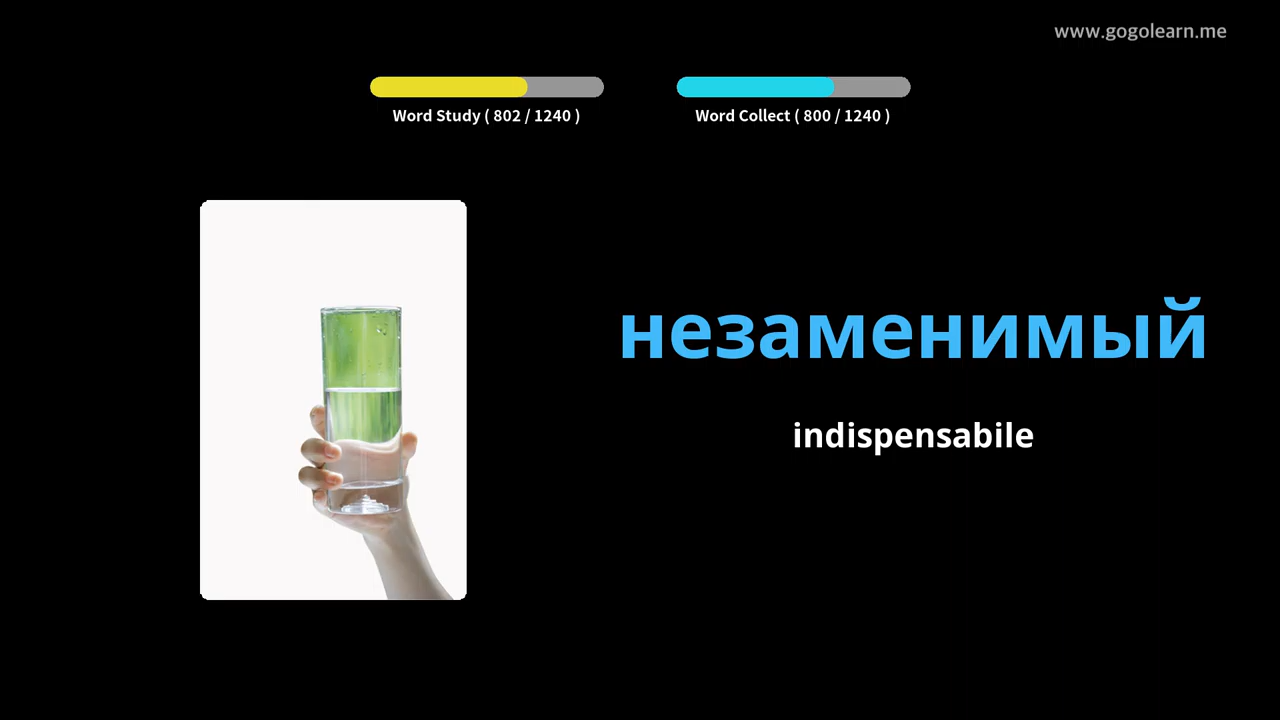 www.gogolearn.me
Word Study ( 802 / 1240 )
Word Collect ( 800 / 1240 )
незаменимый
indispensabile